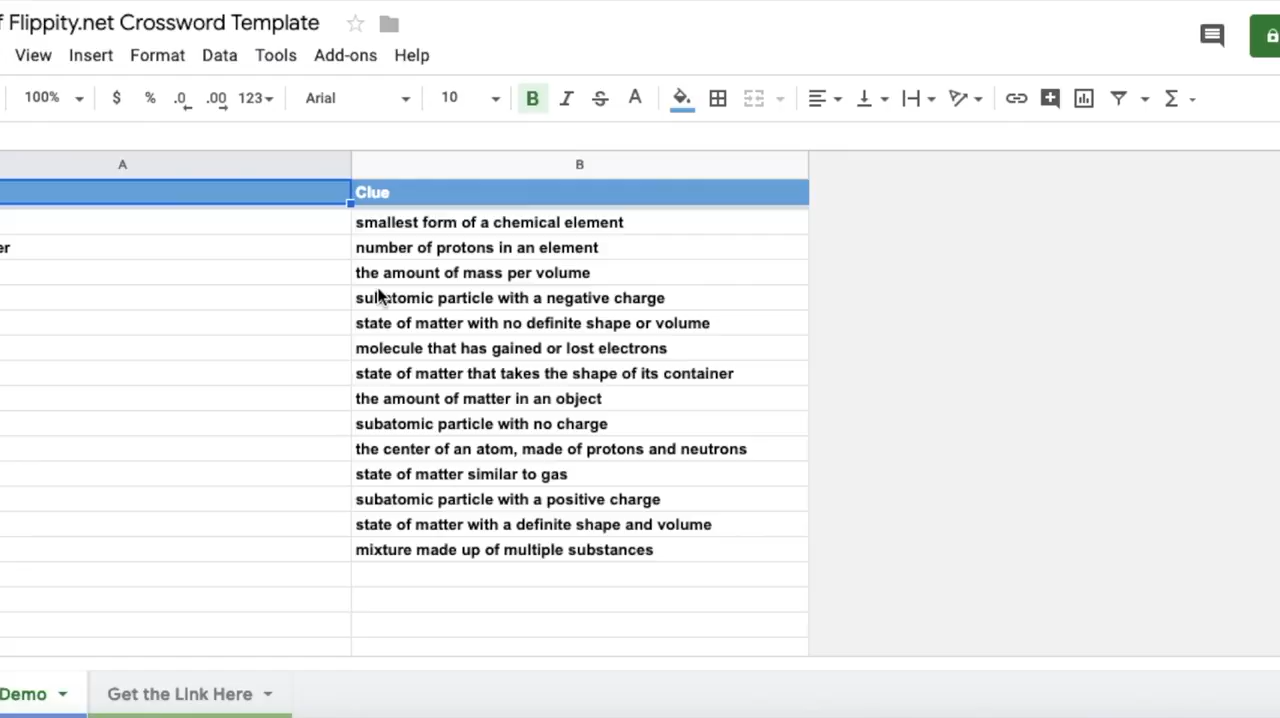 f Flippity.net Crossword Template
View Insert Format Data Tools Add-ons Help
100% $ % .0 .00 123 Arial 10 B I S A Σ
A B
Clue
smallest form of a chemical element
er number of protons in an element
the amount of mass per volume
subatomic particle with a negative charge
state of matter with no definite shape or volume
molecule that has gained or lost electrons
state of matter that takes the shape of its container
the amount of matter in an object
subatomic particle with no charge
the center of an atom, made of protons and neutrons
state of matter similar to gas
subatomic particle with a positive charge
state of matter with a definite shape and volume
mixture made up of multiple substances
Demo Get the Link Here